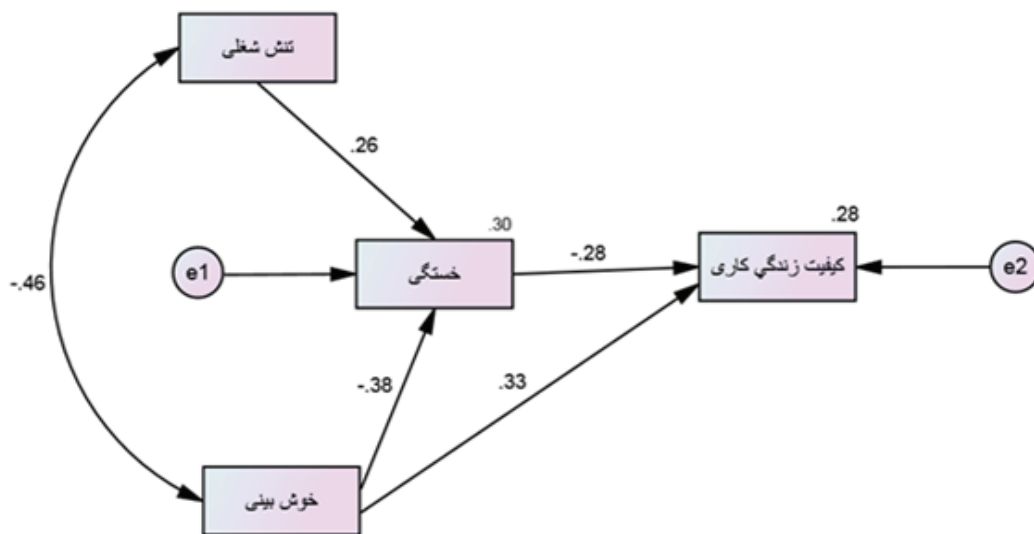 تنش شغلی
.26
.30
.28
خستگی
-.28
کیفیت زندگي کاری
e1
e2
-.46
-.38
.33
خوش بینی